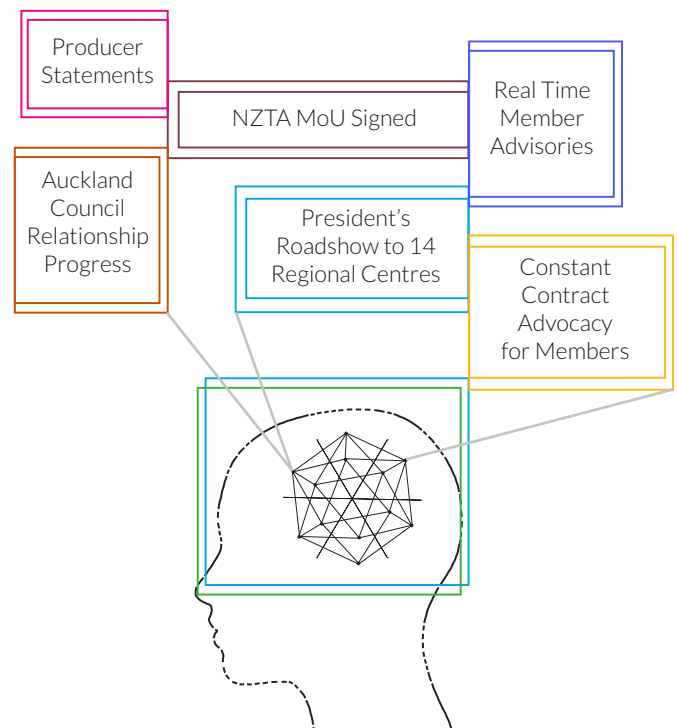 Producer
Statements
NZTA MoU Signed
Real Time
Member
Advisories
Auckland
Council
Relationship
Progress
President’s
Roadshow to 14
Regional Centres
Constant
Contract
Advocacy
for Members